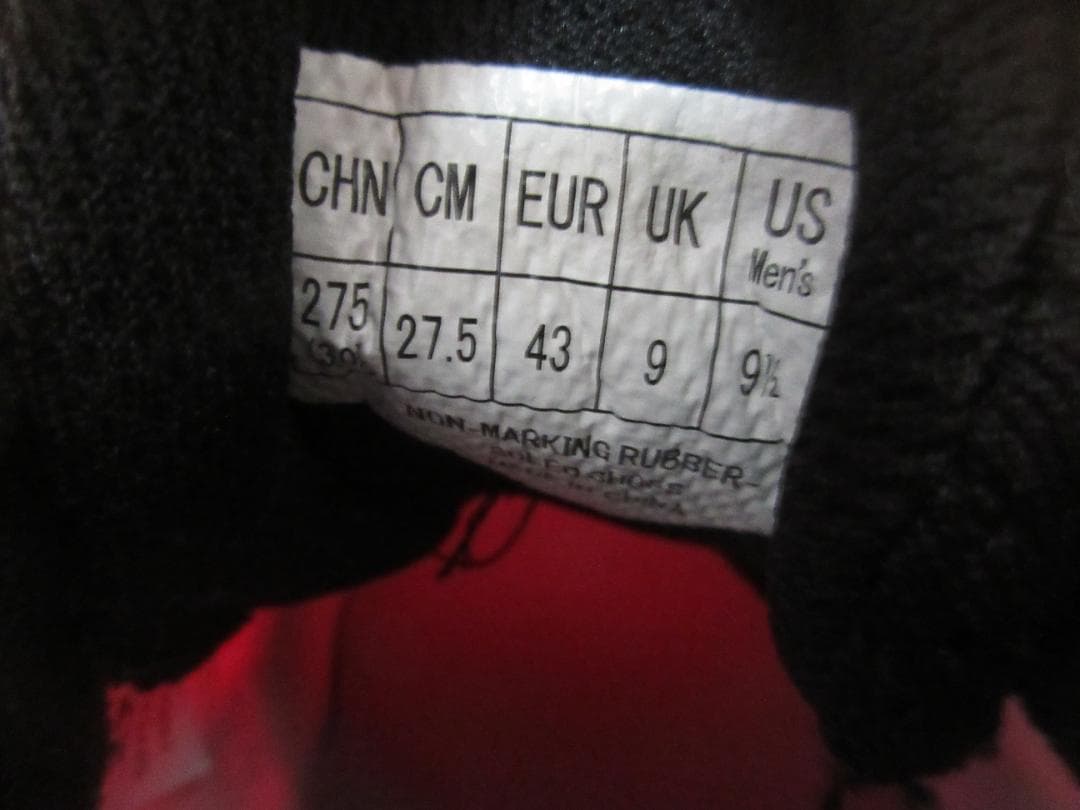 CHN CM EUR UK US
Men's
275 27.5 43 9 9½
NON-MARKING RUBBER-